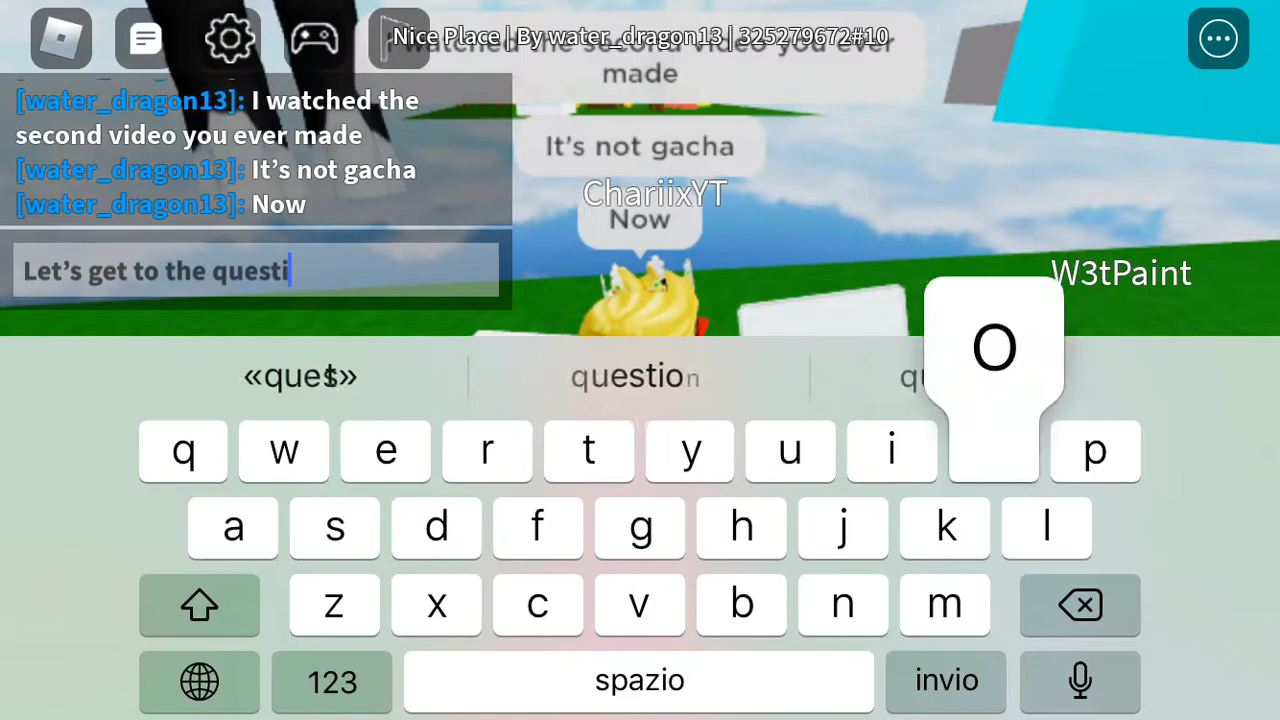 Nice Place | By water_dragon13 | 325279672#10
made
[water_dragon13]: I watched the
second video you ever made
[water_dragon13]: It's not gacha
[water_dragon13]: Now
Let's get to the questi
It's not gacha
ChariixYT
Now
W3tPaint
O
«quest»
question
q w e r t y u i p
a s d f g h j k l
z x c v b n m
123
spazio
invio